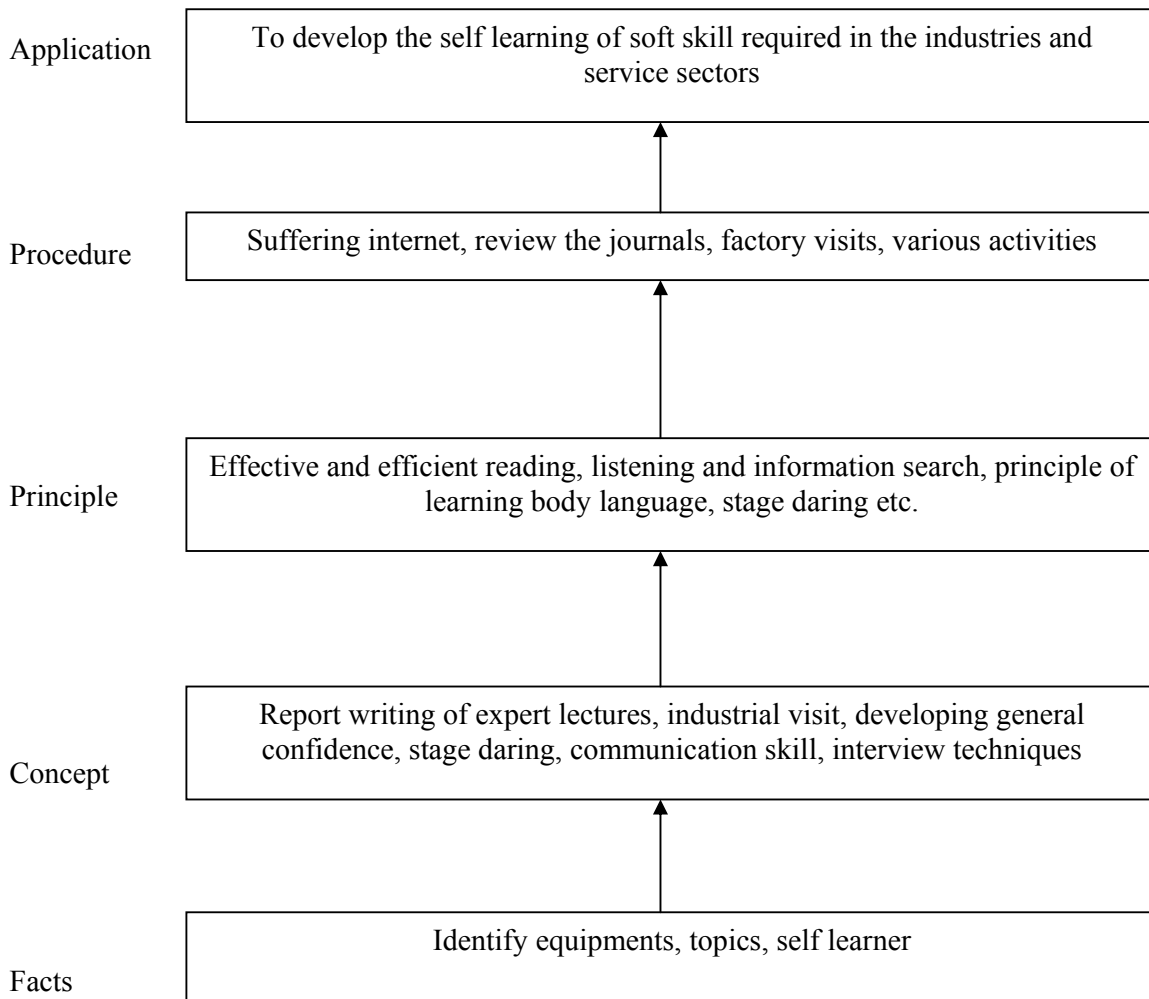 Application
To develop the self learning of soft skill required in the industries and
service sectors
Procedure
Suffering internet, review the journals, factory visits, various activities
Principle
Effective and efficient reading, listening and information search, principle of
learning body language, stage daring etc.
Concept
Report writing of expert lectures, industrial visit, developing general
confidence, stage daring, communication skill, interview techniques
Facts
Identify equipments, topics, self learner